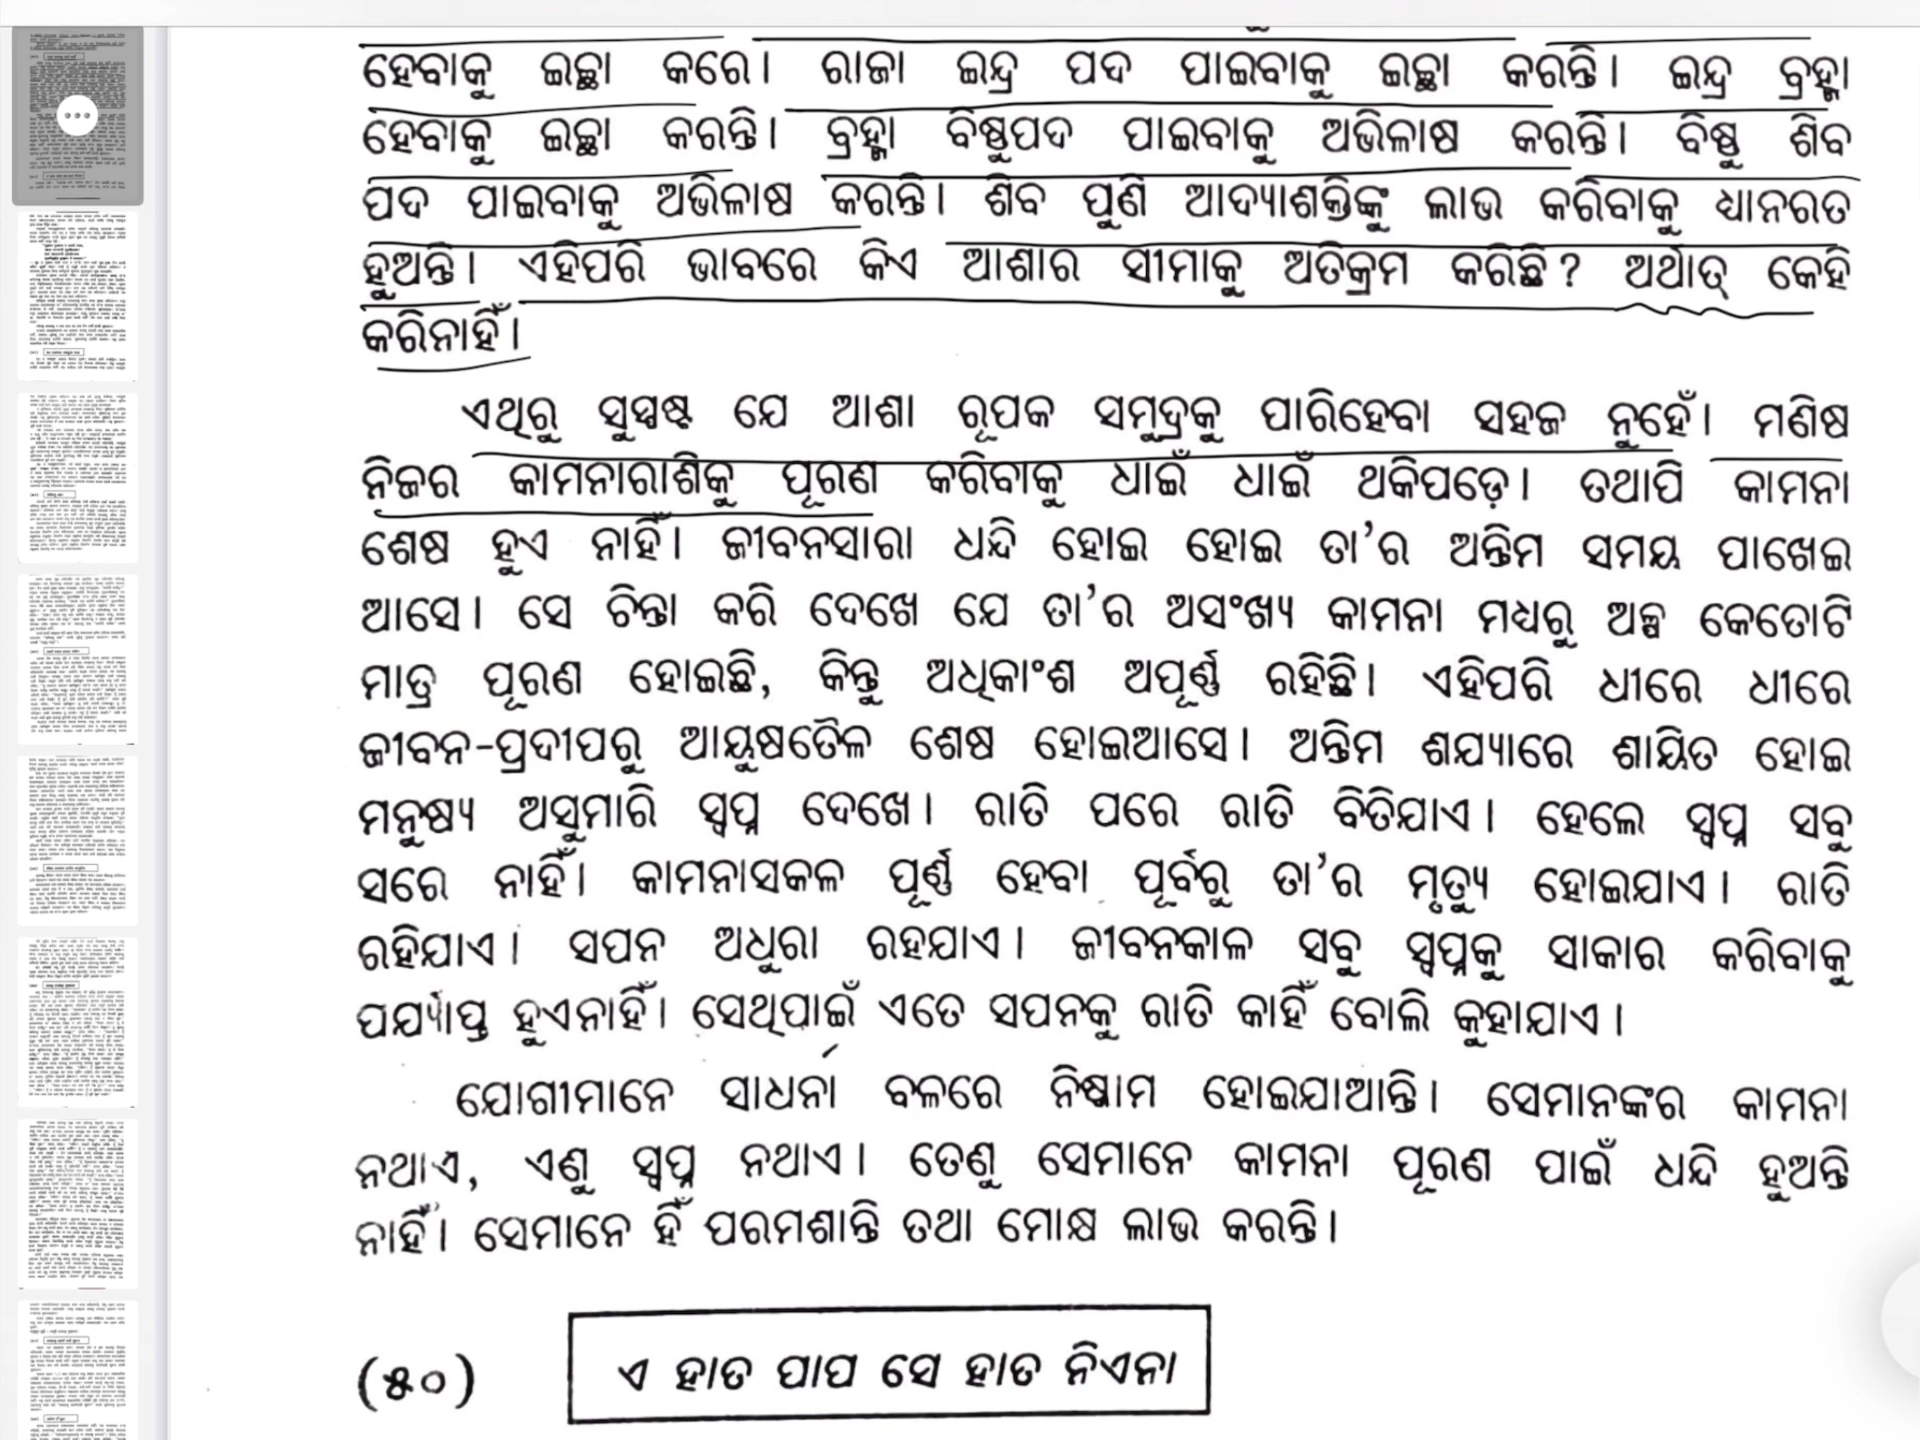 ହେବାକୁ ଇଚ୍ଛା କରେ। ରାଜା ଇନ୍ଦ୍ର ପଦ ପାଇବାକୁ ଇଚ୍ଛା କରନ୍ତି। ଇନ୍ଦ୍ର ବ୍ରହ୍ମା
ହେବାକୁ ଇଚ୍ଛା କରନ୍ତି। ବ୍ରହ୍ମା ବିଷ୍ଣୁପଦ ପାଇବାକୁ ଅଭିଳାଷ କରନ୍ତି। ବିଷ୍ଣୁ ଶିବ
ପଦ ପାଇବାକୁ ଅଭିଳାଷ କରନ୍ତି। ଶିବ ପୁଣି ଆଦ୍ୟାଶକ୍ତିଙ୍କୁ ଲାଭ କରିବାକୁ ଧ୍ୟାନରତ
ହୁଅନ୍ତି। ଏହିପରି ଭାବରେ କିଏ ଆଶାର ସୀମାକୁ ଅତିକ୍ରମ କରିଛି ? ଅର୍ଥାତ୍ କେହି
କରିନାହିଁ।
ଏଥିରୁ ସୁସ୍ପଷ୍ଟ ଯେ ଆଶା ରୂପକ ସମୁଦ୍ରକୁ ପାରିହେବା ସହଜ ନୁହେଁ। ମଣିଷ
ନିଜର କାମନାରାଶିକୁ ପୂରଣ କରିବାକୁ ଧାଇଁ ଧାଇଁ ଥକିପଡ଼େ। ତଥାପି କାମନା
ଶେଷ ହୁଏ ନାହିଁ। ଜୀବନସାରା ଧନ୍ଦି ହୋଇ ହୋଇ ତା’ର ଅନ୍ତିମ ସମୟ ପାଖେଇ
ଆସେ। ସେ ଚିନ୍ତା କରି ଦେଖେ ଯେ ତା’ର ଅସଂଖ୍ୟ କାମନା ମଧ୍ୟରୁ ଅଳ୍ପ କେତୋଟି
ମାତ୍ର ପୂରଣ ହୋଇଛି, କିନ୍ତୁ ଅଧିକାଂଶ ଅପୂର୍ଣ୍ଣ ରହିଛି। ଏହିପରି ଧୀରେ ଧୀରେ
ଜୀବନ-ପ୍ରଦୀପରୁ ଆୟୁଷତୈଳ ଶେଷ ହୋଇଆସେ। ଅନ୍ତିମ ଶଯ୍ୟାରେ ଶାୟିତ ହୋଇ
ମନୁଷ୍ୟ ଅସୁମାରି ସ୍ୱପ୍ନ ଦେଖେ। ରାତି ପରେ ରାତି ବିତିଯାଏ। ହେଲେ ସ୍ୱପ୍ନ ସବୁ
ସରେ ନାହିଁ। କାମନାସକଳ ପୂର୍ଣ୍ଣ ହେବା ପୂର୍ବରୁ ତା’ର ମୃତ୍ୟୁ ହୋଇଯାଏ। ରାତି
ରହିଯାଏ। ସପନ ଅଧୁରା ରହଯାଏ। ଜୀବନକାଳ ସବୁ ସ୍ୱପ୍ନକୁ ସାକାର କରିବାକୁ
ପର୍ଯ୍ୟାପ୍ତ ହୁଏନାହିଁ। ସେଥିପାଇଁ ଏତେ ସପନକୁ ରାତି କାହିଁ ବୋଲି କୁହାଯାଏ।
ଯୋଗୀମାନେ ସାଧନା ବଳରେ ନିଷ୍କାମ ହୋଇଯାଆନ୍ତି। ସେମାନଙ୍କର କାମନା
ନଥାଏ, ଏଣୁ ସ୍ୱପ୍ନ ନଥାଏ। ତେଣୁ ସେମାନେ କାମନା ପୂରଣ ପାଇଁ ଧନ୍ଦି ହୁଅନ୍ତି
ନାହିଁ। ସେମାନେ ହିଁ ପରମଶାନ୍ତି ତଥା ମୋକ୍ଷ ଲାଭ କରନ୍ତି।
(୫୦) ଏ ହାତ ପାପ ସେ ହାତ ନିଏନା